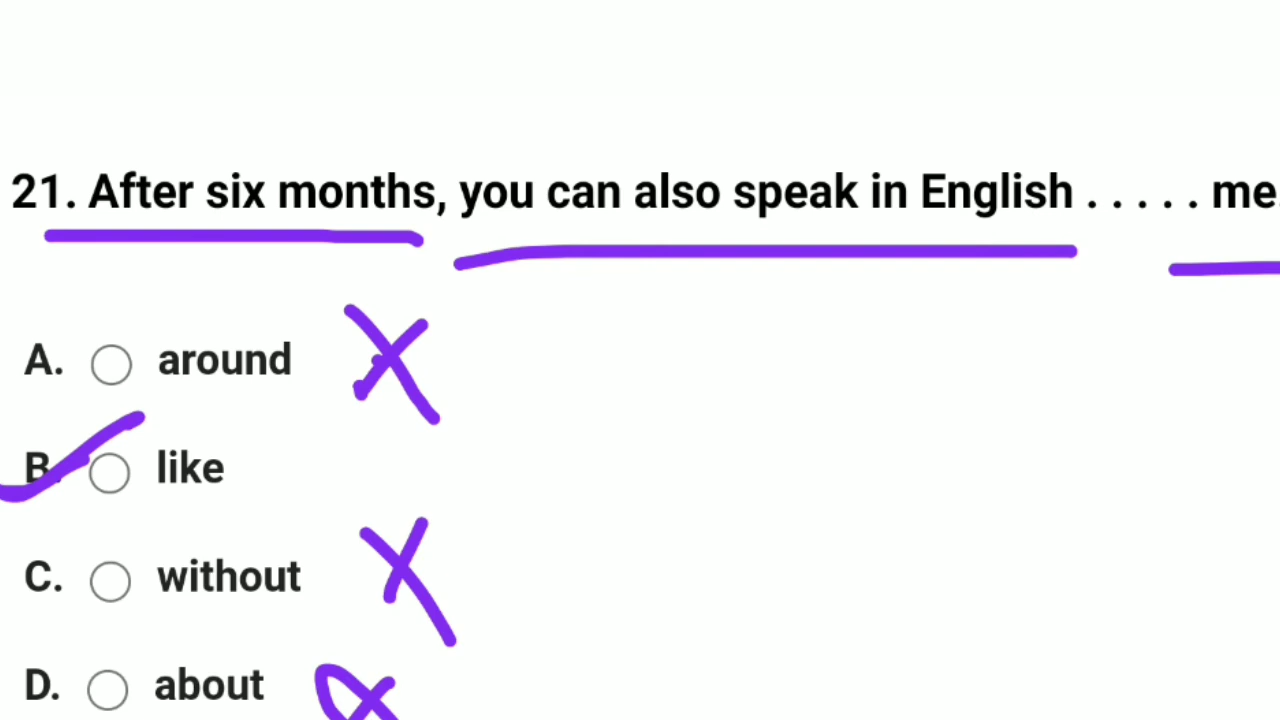 21. After six months, you can also speak in English . . . . . me.
A. around
B. like
C. without
D. about